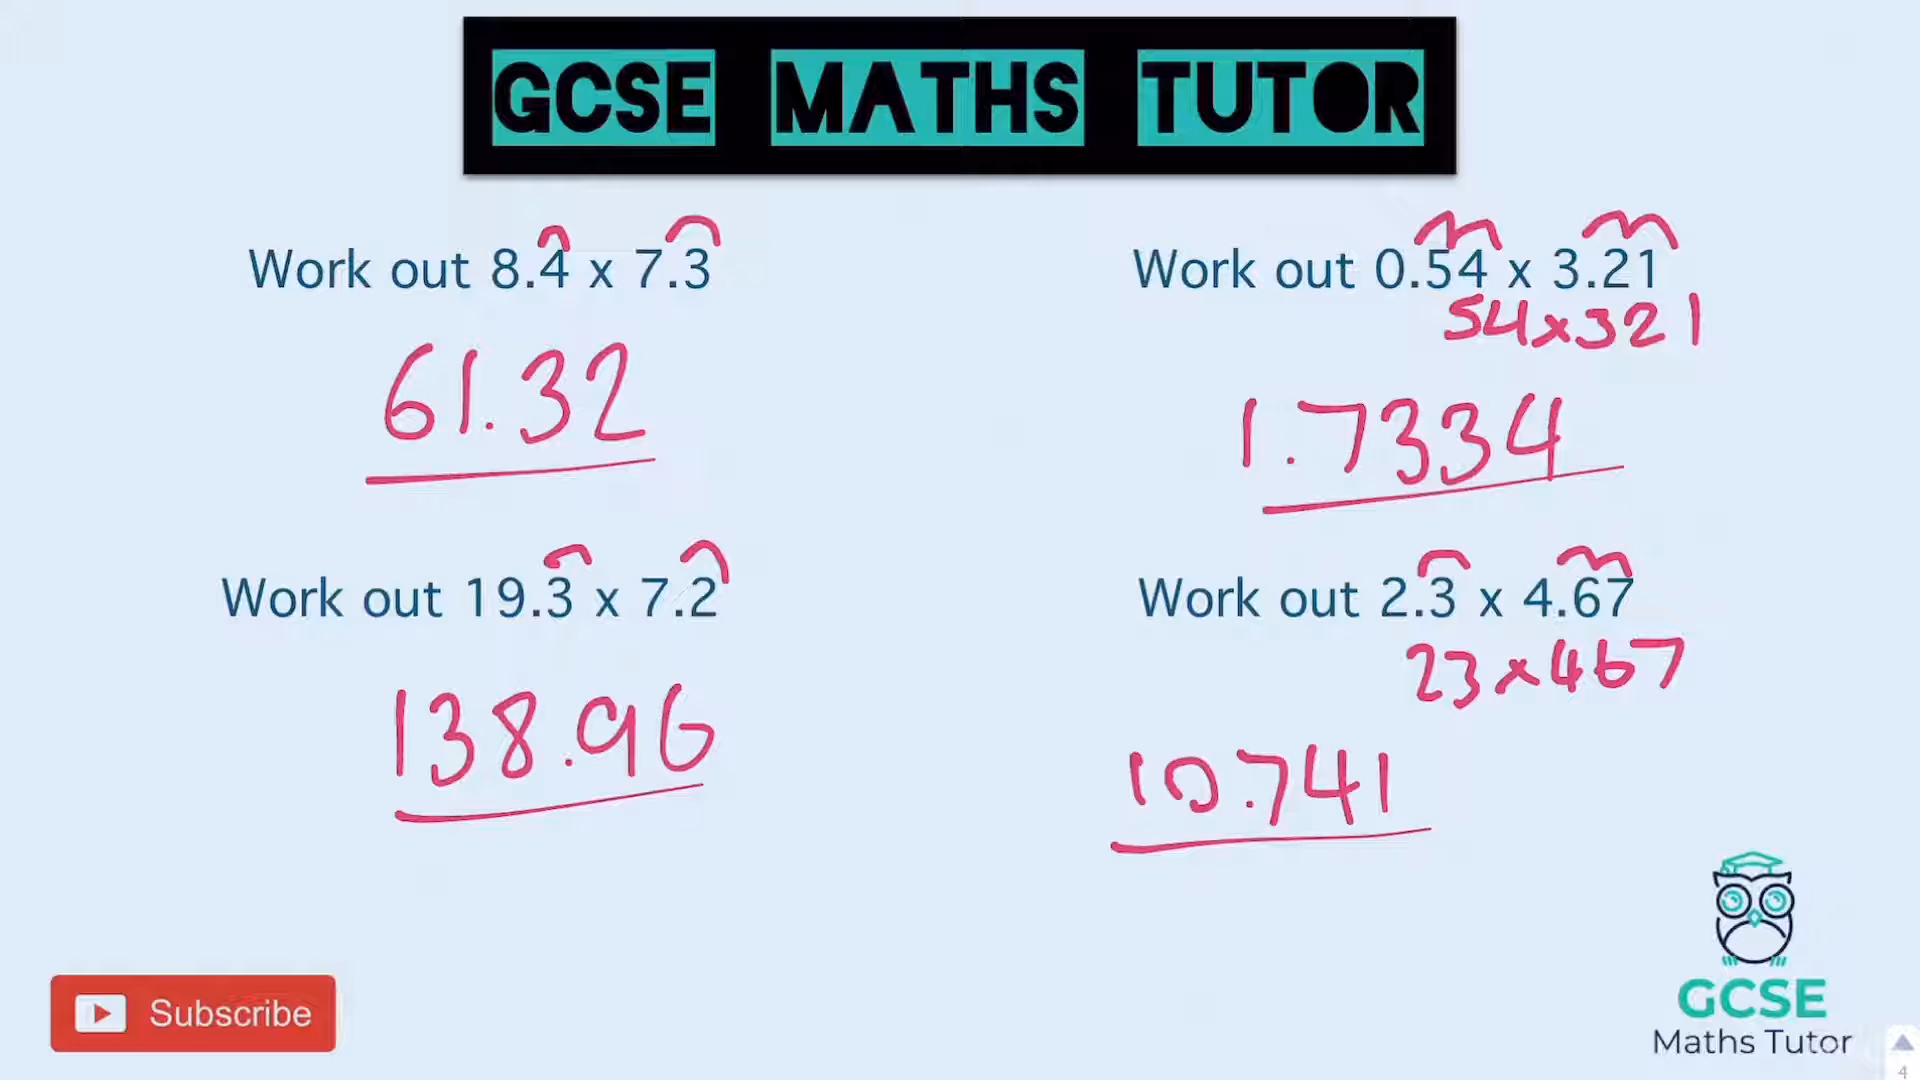 GCSE MATHS TUTOR
Work out 8.4 x 7.3
61.32
Work out 0.54 x 3.21
54x321
1.7334
Work out 19.3 x 7.2
138.96
Work out 2.3 x 4.67
23x467
10.741
Subscribe
GCSE
Maths Tutor
4